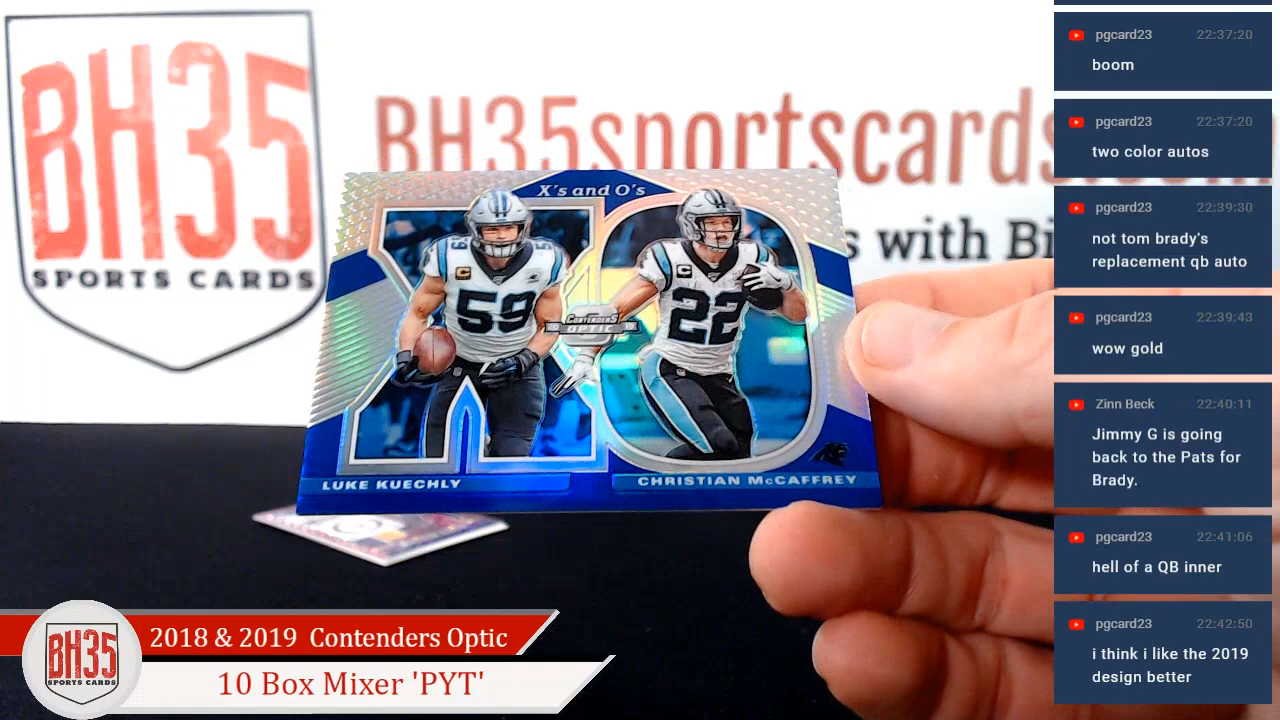 BH35
SPORTS CARDS
BH35sportscards.com
s with Bi
X's and O's
59
59
22
CONTENDERS
OPTIC
LUKE KUECHLY
CHRISTIAN McCAFFREY
BH35
SPORTS CARDS
2018 & 2019 Contenders Optic
10 Box Mixer 'PYT'
pgcard23 22:37:20
boom
pgcard23 22:37:20
two color autos
pgcard23 22:39:30
not tom brady's
replacement qb auto
pgcard23 22:39:43
wow gold
Zinn Beck 22:40:11
Jimmy G is going
back to the Pats for
Brady.
pgcard23 22:41:06
hell of a QB inner
pgcard23 22:42:50
i think i like the 2019
design better